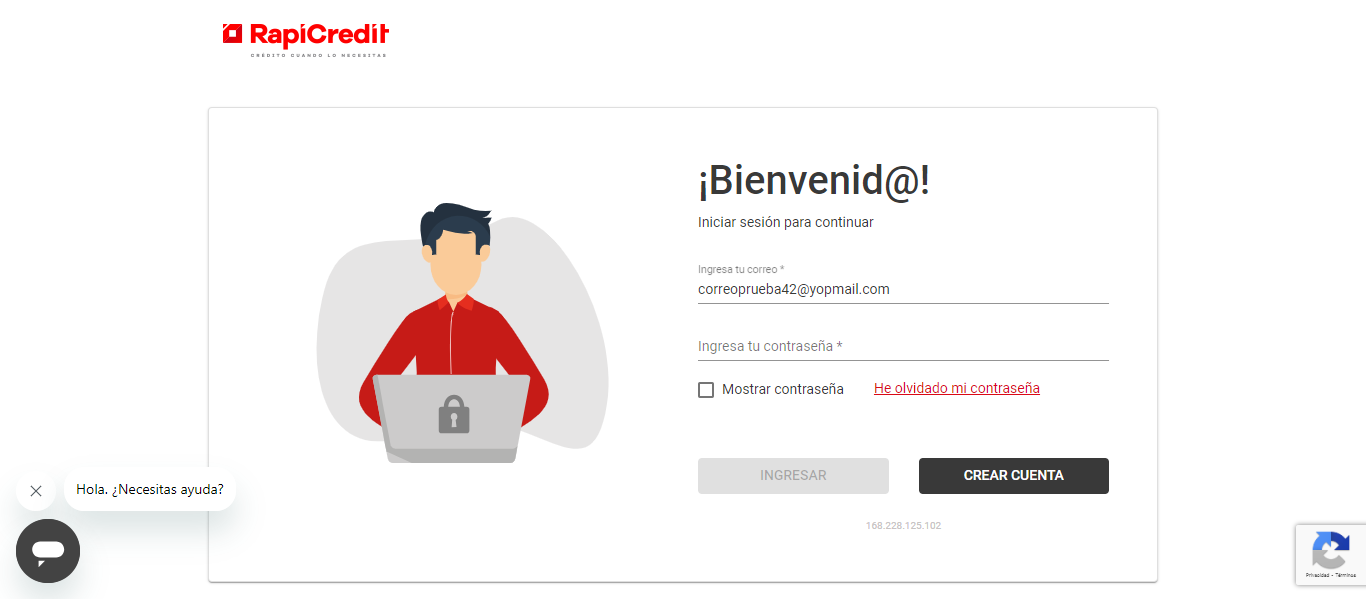 RapiCredit
CRÉDITO CUANDO LO NECESITAS
¡Bienvenid@!
Iniciar sesión para continuar
Ingresa tu correo *
correoprueba42@yopmail.com
Ingresa tu contraseña *
Mostrar contraseña
He olvidado mi contraseña
INGRESAR
CREAR CUENTA
168.228.125.102
Hola. ¿Necesitas ayuda?
Privacidad - Términos